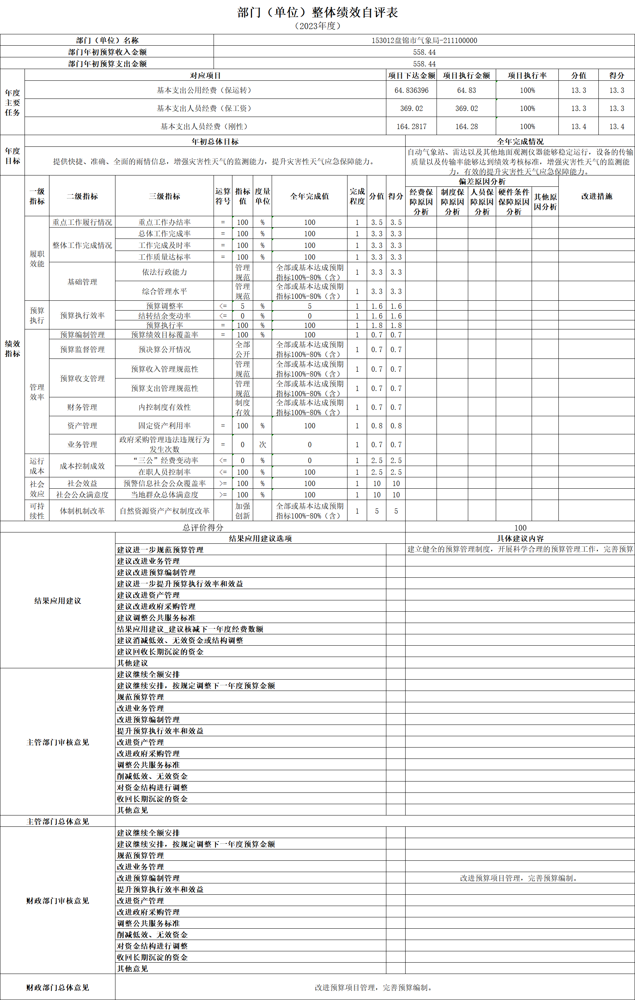 部门（单位）整体绩效自评表
（2023年度）
部门（单位）名称 153012盘锦市气象局-211100000
部门年初预算收入金额 558.44
部门年初预算支出金额 558.44
年度主要任务 对应项目 项目下达金额 项目执行金额 项目执行率 分值 得分
基本支出公用经费（保运转） 64.836396 64.83 100% 13.3 13.3
基本支出人员经费（保工资） 369.02 369.02 100% 13.3 13.3
基本支出人员经费（刚性） 164.2817 164.28 100% 13.4 13.4
年度目标 年初总体目标 全年完成情况
提供快捷、准确、全面的雨情信息，增强灾害性天气的监测能力，提升灾害性天气应急保障能力。
自动气象站、雷达以及其他地面观测仪器能够稳定运行，设备的传输
质量以及传输率能够达到绩效考核标准，增强灾害性天气的监测能
力，有效的提升灾害性天气应急保障能力。
绩效指标 一级指标 二级指标 三级指标 运算符号 指标值 度量单位 全年完成值 完成程度 分值 得分 偏差原因分析 改进措施
经费保障原因分析 制度保障原因分析 人员保障原因分析 硬件条件保障原因分析 其他原因分析
履职效能 重点工作履行情况 重点工作办结率 = 100 % 100 1 3.5 3.5
整体工作完成情况 总体工作完成率 = 100 % 100 1 3.3 3.3
工作完成及时率 = 100 % 100 1 3.3 3.3
工作质量达标率 = 100 % 100 1 3.3 3.3
基础管理 依法行政能力 管理规范 全部或基本达成预期指标100%-80%（含） 1 3.3 3.3
综合管理水平 管理规范 全部或基本达成预期指标100%-80%（含） 1 3.3 3.3
预算执行 预算执行效率 预算调整率 <= 5 % 5 1 1.6 1.6
结转结余变动率 <= 0 % 0 1 1.6 1.6
预算执行率 = 100 % 100 1 1.8 1.8
管理效率 预算编制管理 预算绩效目标覆盖率 = 100 % 100 1 0.7 0.7
预算监督管理 预决算公开情况 全部公开 全部或基本达成预期指标100%-80%（含） 1 0.7 0.7
预算收支管理 预算收入管理规范性 管理规范 全部或基本达成预期指标100%-80%（含） 1 0.7 0.7
预算支出管理规范性 管理规范 全部或基本达成预期指标100%-80%（含） 1 0.7 0.7
财务管理 内控制度有效性 制度有效 全部或基本达成预期指标100%-80%（含） 1 0.7 0.7
资产管理 固定资产利用率 = 100 % 100 1 0.8 0.8
业务管理 政府采购管理违法违规行为发生次数 = 0 次 0 1 0.7 0.7
运行成本 成本控制成效 “三公”经费变动率 <= 0 % 0 1 2.5 2.5
在职人员控制率 <= 100 % 100 1 2.5 2.5
社会效应 社会效益 预警信息社会公众覆盖率 >= 100 % 100 1 10 10
社会公众满意度 当地群众总体满意度 >= 100 % 100 1 10 10
可持续性 体制机制改革 自然资源资产产权制度改革 加强创新 全部或基本达成预期指标100%-80%（含） 1 5 5
总评价得分 100
结果应用建议 结果应用建议选项 具体建议内容
建议进一步规范预算管理 建立健全的预算管理制度，开展科学合理的预算管理工作，完善预算
建议改进业务管理
建议改进预算编制管理
建议进一步提升预算执行效率和效益
建议改进资产管理
建议改进政府采购管理
建议调整公共服务标准
结果应用建议_建议核减下一年度经费数额
建议消减低效、无效资金或结构调整
建议回收长期沉淀的资金
其他建议
主管部门审核意见 建议继续全额安排
建议继续安排，按规定调整下一年度预算金额
规范预算管理
改进业务管理
改进预算编制管理
提升预算执行效率和效益
改进资产管理
改进政府采购管理
调整公共服务标准
削减低效、无效资金
对资金结构进行调整
收回长期沉淀的资金
其他意见
主管部门总体意见
财政部门审核意见 建议继续全额安排
建议继续安排，按规定调整下一年度预算金额
规范预算管理
改进业务管理
改进预算编制管理 改进预算项目管理，完善预算编制。
提升预算执行效率和效益
改进资产管理
改进政府采购管理
调整公共服务标准
削减低效、无效资金
对资金结构进行调整
收回长期沉淀的资金
其他意见
财政部门总体意见 改进预算项目管理，完善预算编制。